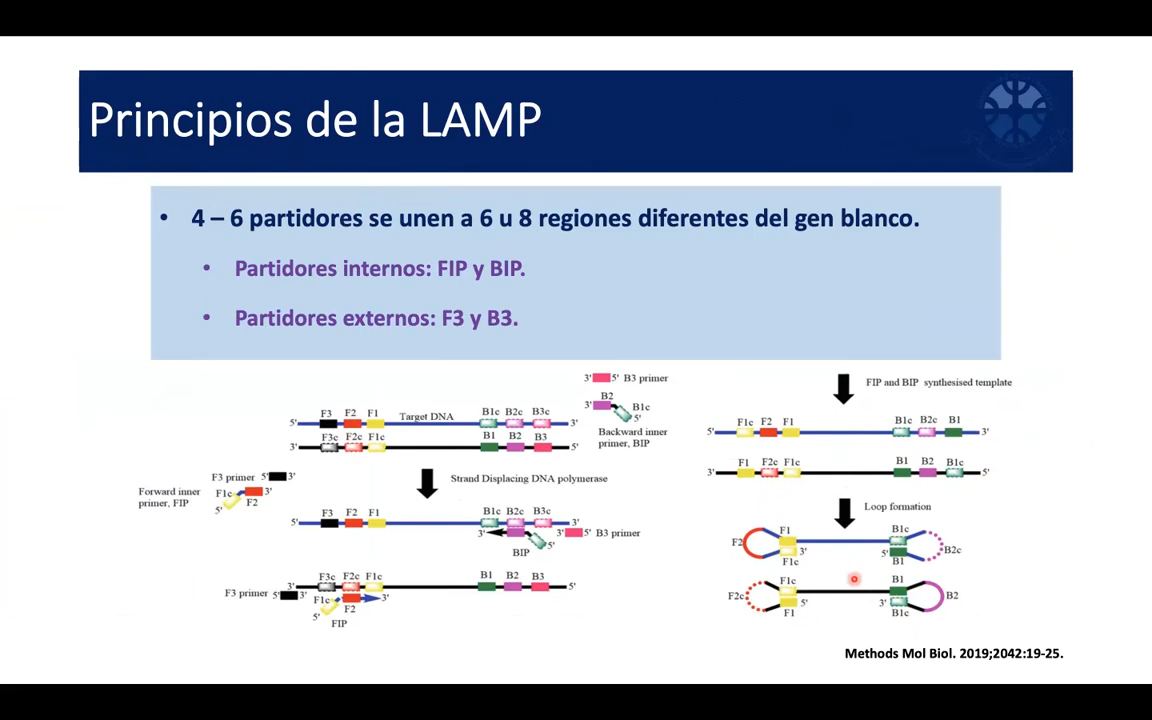 Principios de la LAMP
• 4 – 6 partidores se unen a 6 u 8 regiones diferentes del gen blanco.
• Partidores internos: FIP y BIP.
• Partidores externos: F3 y B3.
3' 5' B3 primer
B2
3' B1c
5'
Backward inner
primer, BIP
F3 F2 F1 Target DNA B1c B2c B3c
5' 3'
F3c F2c F1c B1 B2 B3
3' 5'
F3 primer 5' 3'
Forward inner
primer, FIP
F1c 3'
5' F2
Strand Displacing DNA polymerase
F3 F2 F1 B1c B2c B3c
5' 3'
3' 3' 5' B3 primer
BIP 5'
F3c F2c F1c B1 B2 B3
3' 5'
F3 primer 5' 3' F1c 3'
5' F2
FIP
FIP and BIP synthesised template
F1c F2 F1 B1c B2c B1
5' 3'
F1 F2c F1c B1 B2 B1c
3' 5'
Loop formation
F1 B1c
F2 3' 5' B2c
F1c B1
F1c B1
F2c 5' 3' B2
F1 B1c
Methods Mol Biol. 2019;2042:19-25.